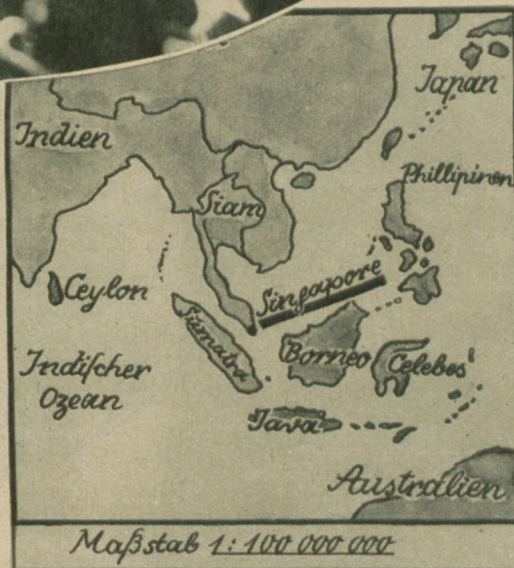 Japan
Indien
Phillipinen
Siam
Ceylon
Singapore
Sumatra
Indiſcher
Ozean
Borneo
Celebes
Java
Australien
Maßstab 1:100 000 000